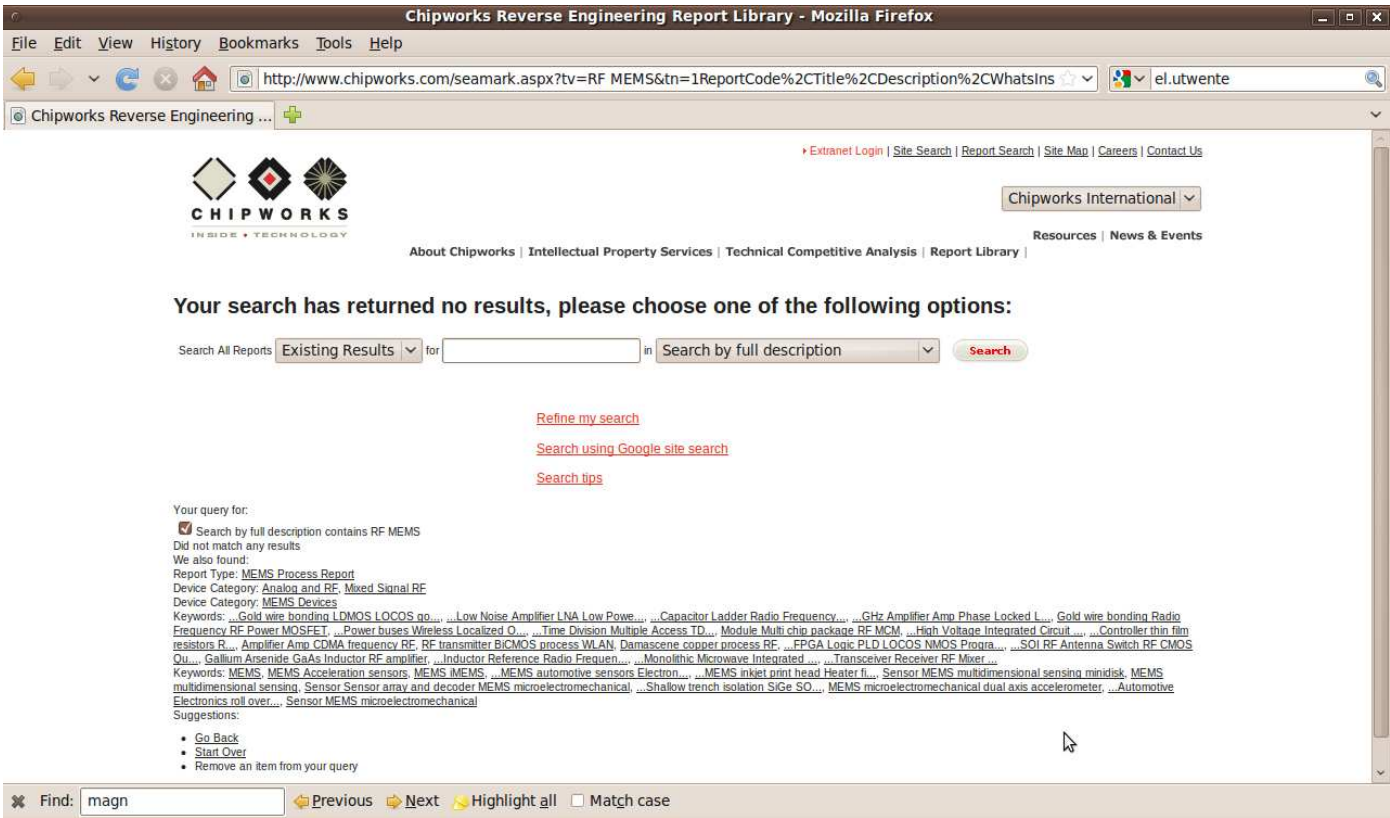 Chipworks Reverse Engineering Report Library - Mozilla Firefox
File Edit View History Bookmarks Tools Help
http://www.chipworks.com/seamark.aspx?tv=RF MEMS&tn=1ReportCode%2CTitle%2CDescription%2CWhatsIns
el.utwente
Chipworks Reverse Engineering ...
Extranet Login | Site Search | Report Search | Site Map | Careers | Contact Us
CHIPWORKS
INSIDE • TECHNOLOGY
Chipworks International
Resources | News & Events
About Chipworks | Intellectual Property Services | Technical Competitive Analysis | Report Library |
Your search has returned no results, please choose one of the following options:
Search All Reports Existing Results for in Search by full description Search
Refine my search
Search using Google site search
Search tips
Your query for:
Search by full description contains RF MEMS
Did not match any results
We also found:
Report Type: MEMS Process Report
Device Category: Analog and RF, Mixed Signal RF
Device Category: MEMS Devices
Keywords: ...Gold wire bonding LDMOS LOCOS go..., ...Low Noise Amplifier LNA Low Powe..., ...Capacitor Ladder Radio Frequency..., ...GHz Amplifier Amp Phase Locked L..., Gold wire bonding Radio
Frequency RF Power MOSFET, ...Power buses Wireless Localized O..., ...Time Division Multiple Access TD..., Module Multi chip package RF MCM, ...High Voltage Integrated Circuit ..., ...Controller thin film
resistors R..., Amplifier Amp CDMA frequency RF, RF transmitter BiCMOS process WLAN, Damascene copper process RF, ...FPGA Logic PLD LOCOS NMOS Progra..., ...SOI RF Antenna Switch RF CMOS
Qu..., Gallium Arsenide GaAs Inductor RF amplifier, ...Inductor Reference Radio Frequen..., ...Monolithic Microwave Integrated ..., ...Transceiver Receiver RF Mixer ...
Keywords: MEMS, MEMS Acceleration sensors, MEMS iMEMS, ...MEMS automotive sensors Electron..., ...MEMS inkjet print head Heater fi..., Sensor MEMS multidimensional sensing minidisk, MEMS
multidimensional sensing, Sensor Sensor array and decoder MEMS microelectromechanical, ...Shallow trench isolation SiGe SO..., MEMS microelectromechanical dual axis accelerometer, ...Automotive
Electronics roll over..., Sensor MEMS microelectromechanical
Suggestions:
• Go Back
• Start Over
• Remove an item from your query
Find: magn Previous Next Highlight all Match case